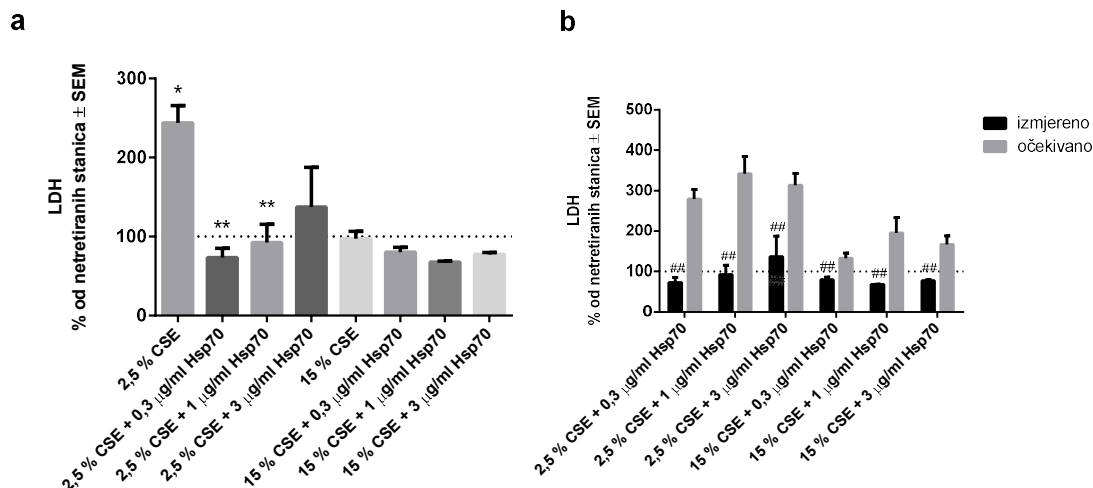 a
LDH
% od netretiranih stanica ± SEM
300
200
100
0
*
**
**
2,5 % CSE
2,5 % CSE + 0,3 µg/ml Hsp70
2,5 % CSE + 1 µg/ml Hsp70
2,5 % CSE + 3 µg/ml Hsp70
15 % CSE
15 % CSE + 0,3 µg/ml Hsp70
15 % CSE + 1 µg/ml Hsp70
15 % CSE + 3 µg/ml Hsp70
b
LDH
% od netretiranih stanica ± SEM
500
400
300
200
100
0
##
##
##
##
##
##
##
2,5 % CSE + 0,3 µg/ml Hsp70
2,5 % CSE + 1 µg/ml Hsp70
2,5 % CSE + 3 µg/ml Hsp70
15 % CSE + 0,3 µg/ml Hsp70
15 % CSE + 1 µg/ml Hsp70
15 % CSE + 3 µg/ml Hsp70
izmjereno
očekivano